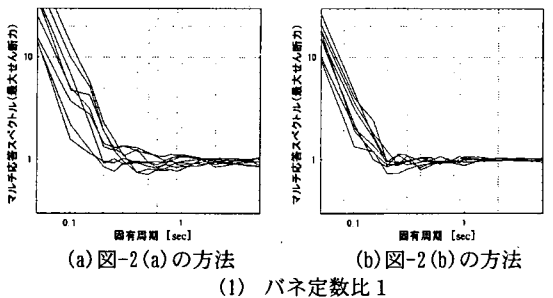 マルチ応答スペクトル(最大せん断力)
10
1
0.1
1
固有周期 [sec]
(a)図-2(a)の方法
マルチ応答スペクトル(最大せん断力)
10
1
0.1
1
固有周期 [sec]
(b)図-2(b)の方法
(1) バネ定数比1